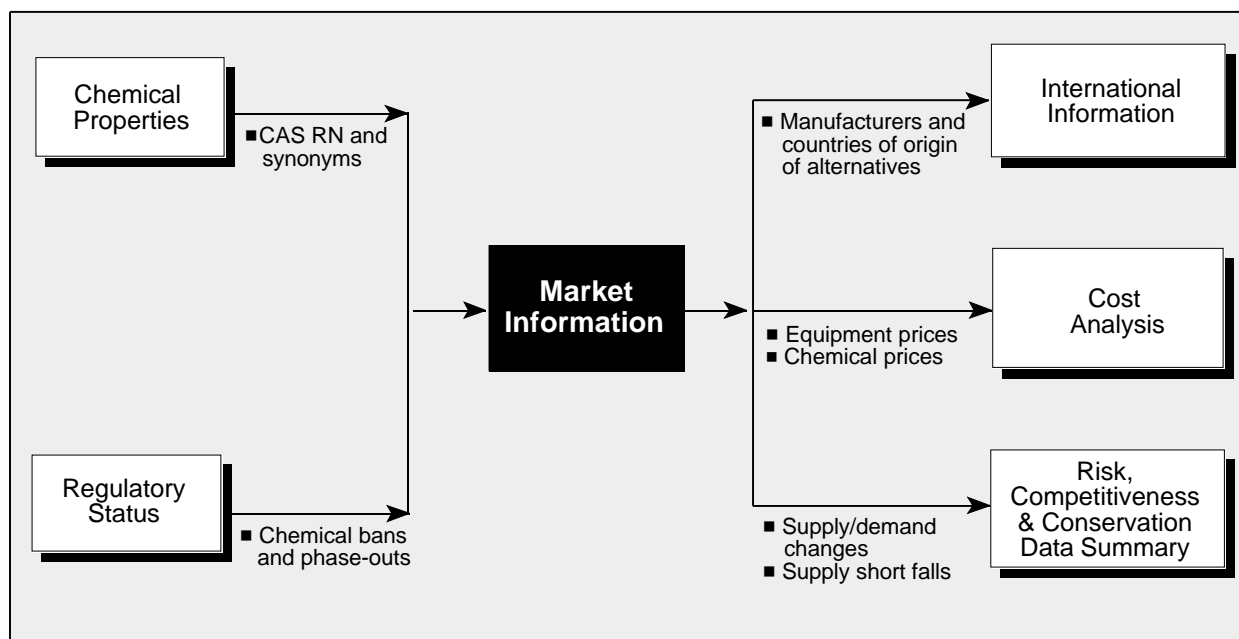 Chemical
Properties
■ CAS RN and
synonyms
Regulatory
Status
■ Chemical bans
and phase-outs
Market
Information
■ Manufacturers and
countries of origin
of alternatives
International
Information
■ Equipment prices
■ Chemical prices
Cost
Analysis
■ Supply/demand
changes
■ Supply short falls
Risk,
Competitiveness
& Conservation
Data Summary